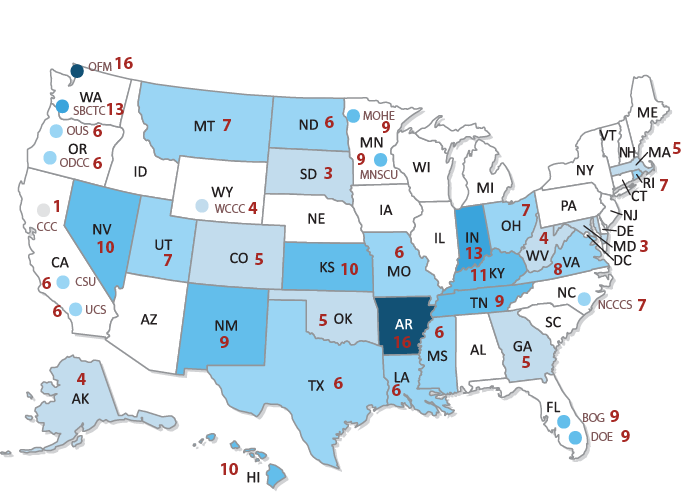 OFM 16
WA
SBCTC 13
OUS 6
OR
ODCC 6
ID
MT 7
ND 6
MOHE
9
MN
9
MNSCU
SD 3
WY
WCCC 4
WI
MI
ME
VT
NH
MA 5
NY
RI 7
CT
1
CCC
CA
6 CSU
6 UCS
NV
10
UT
7
CO 5
NE
IA
IL
IN
13
OH
7
PA
NJ
DE
MD 3
DC
4
WV
VA
8
KS 10
6
MO
11 KY
TN 9
NC
NCCCS 7
SC
AZ
NM
9
5 OK
AR
16
6
MS
AL
GA
5
TX 6
LA
6
FL
BOG 9
DOE 9
4
AK
10
HI